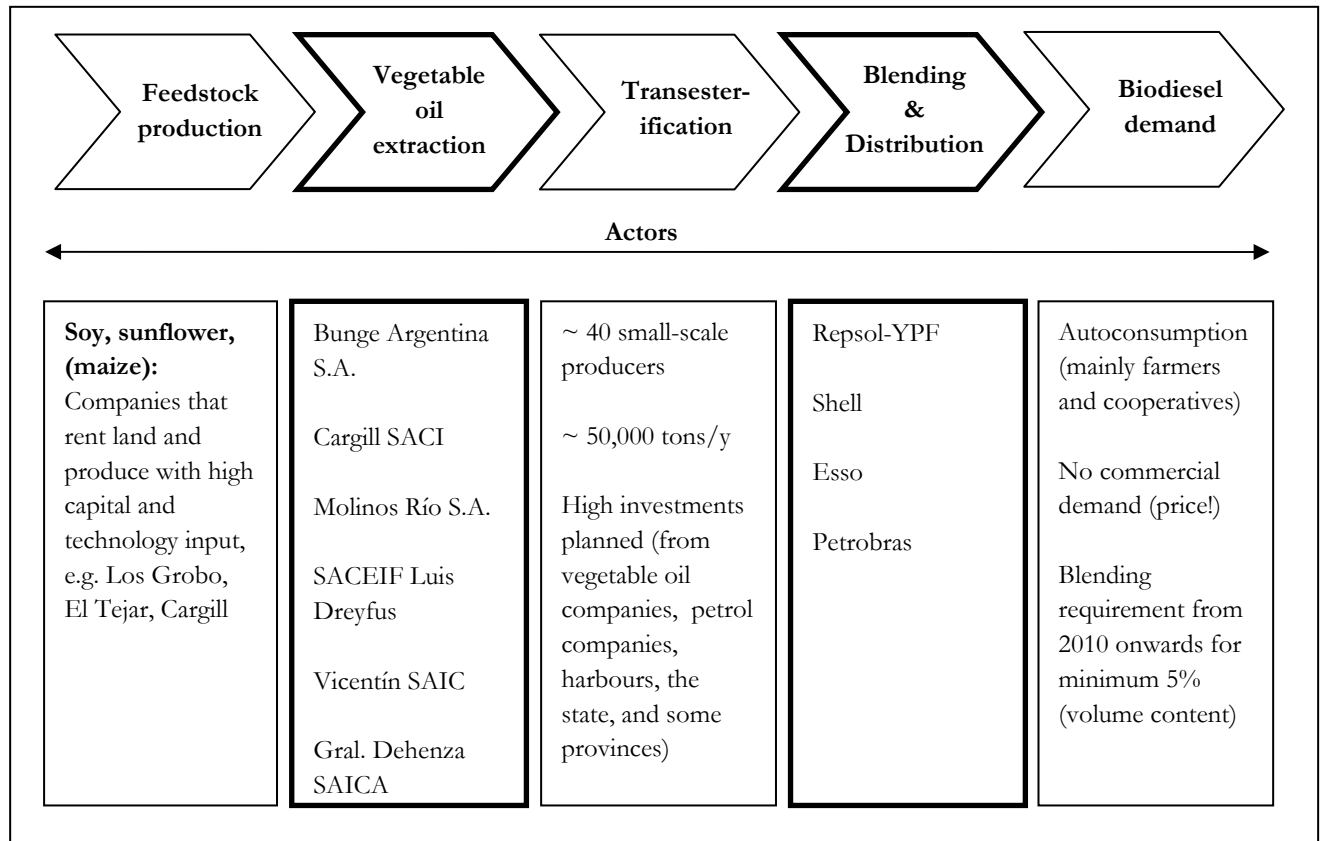 Feedstock
production
Vegetable
oil
extraction
Transester-
ification
Blending
&
Distribution
Biodiesel
demand
Actors
Soy, sunflower,
(maize):
Companies that
rent land and
produce with high
capital and
technology input,
e.g. Los Grobo,
El Tejar, Cargill
Bunge Argentina
S.A.
Cargill SACI
Molinos Río S.A.
SACEIF Luis
Dreyfus
Vicentín SAIC
Gral. Dehenza
SAICA
~ 40 small-scale
producers
~ 50,000 tons/y
High investments
planned (from
vegetable oil
companies, petrol
companies,
harbours, the
state, and some
provinces)
Repsol-YPF
Shell
Esso
Petrobras
Autoconsumption
(mainly farmers
and cooperatives)
No commercial
demand (price!)
Blending
requirement from
2010 onwards for
minimum 5%
(volume content)